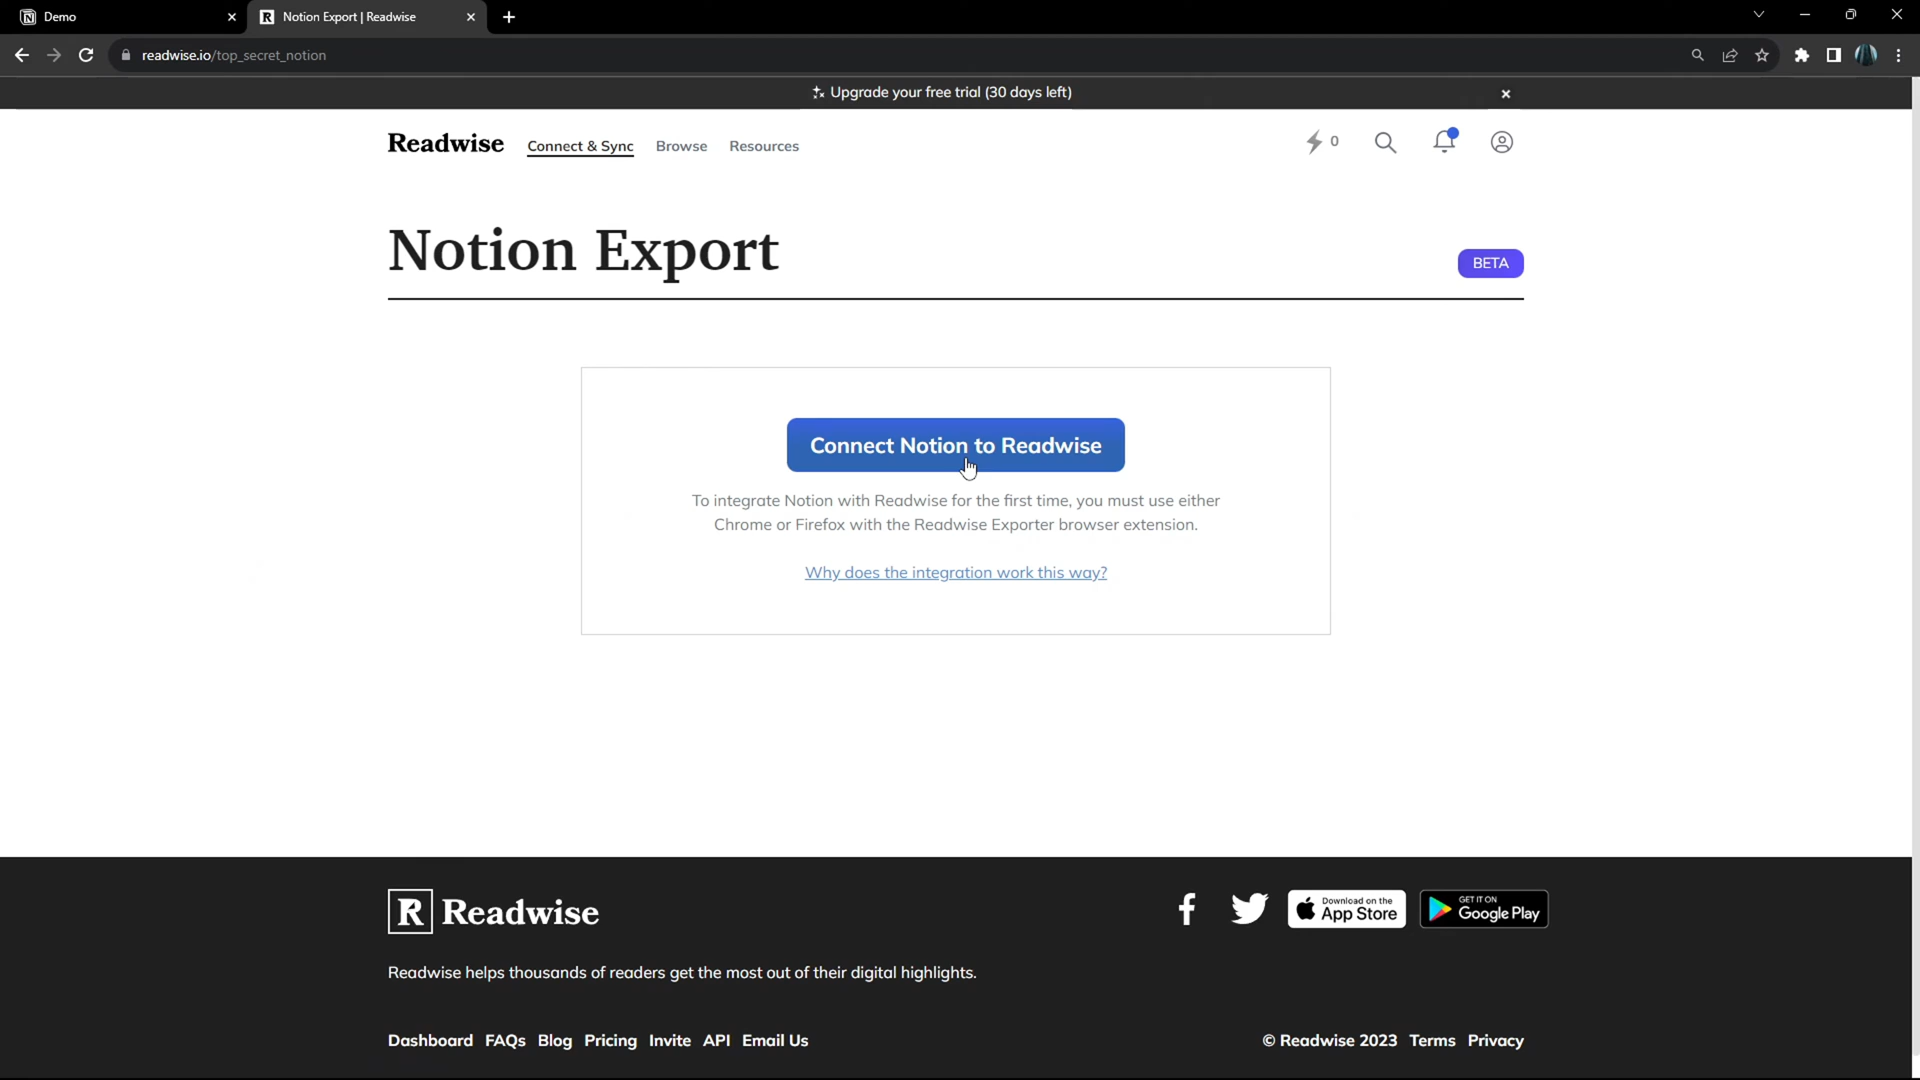 Demo
Notion Export | Readwise
readwise.io/top_secret_notion
Upgrade your free trial (30 days left)
Readwise
Connect & Sync
Browse
Resources
0
Notion Export
BETA
Connect Notion to Readwise
To integrate Notion with Readwise for the first time, you must use either
Chrome or Firefox with the Readwise Exporter browser extension.
Why does the integration work this way?
R Readwise
Download on the
App Store
GET IT ON
Google Play
Readwise helps thousands of readers get the most out of their digital highlights.
Dashboard FAQs Blog Pricing Invite API Email Us
© Readwise 2023 Terms Privacy